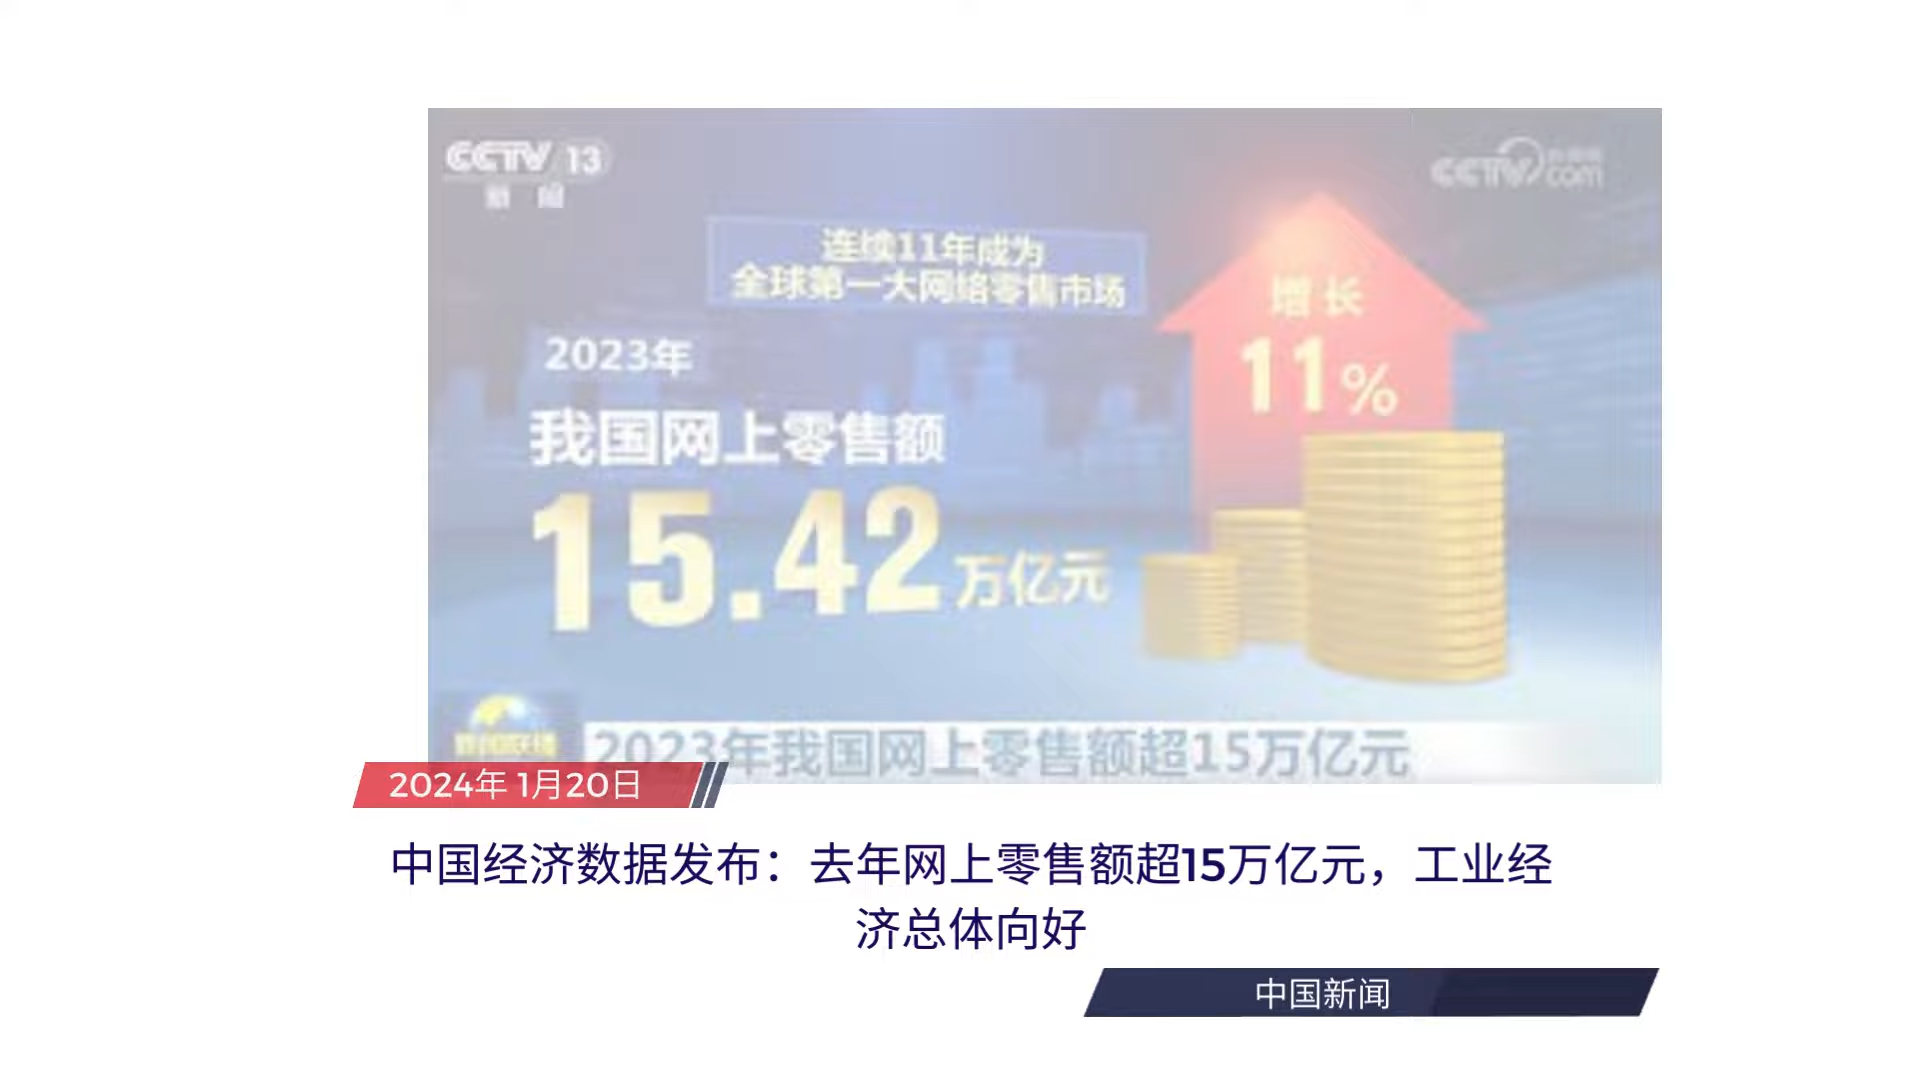 CCTV 13
新闻
CCTV.com
连续11年成为
全球第一大网络零售市场
增长
11%
2023年
我国网上零售额
15.42万亿元
新闻联播
2023年我国网上零售额超15万亿元
2024年 1月20日
中国经济数据发布：去年网上零售额超15万亿元，工业经
济总体向好
中国新闻